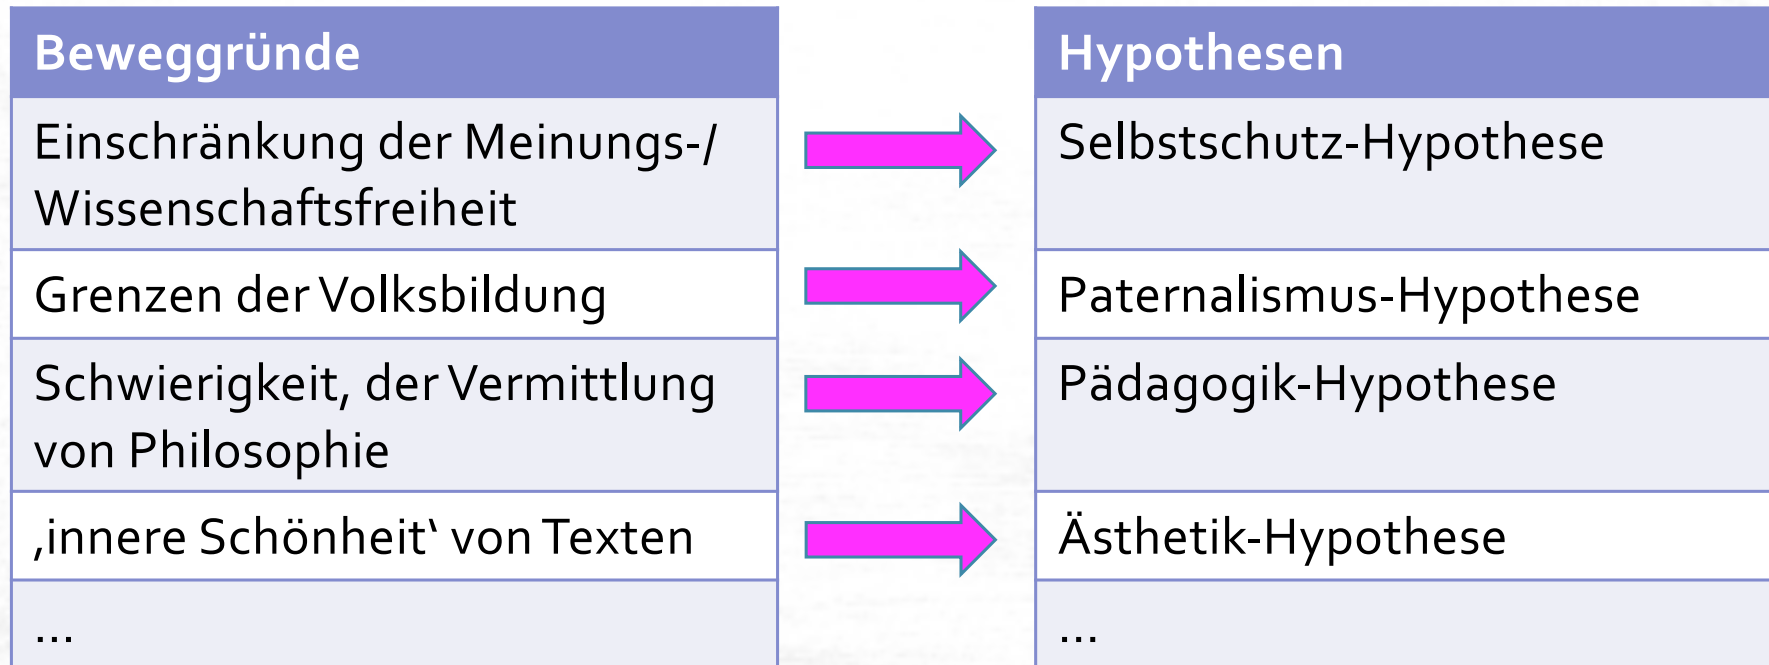 Beweggründe
Einschränkung der Meinungs-/
Wissenschaftsfreiheit
Grenzen der Volksbildung
Schwierigkeit, der Vermittlung
von Philosophie
‚innere Schönheit‘ von Texten
...
Hypothesen
Selbstschutz-Hypothese
Paternalismus-Hypothese
Pädagogik-Hypothese
Ästhetik-Hypothese
...